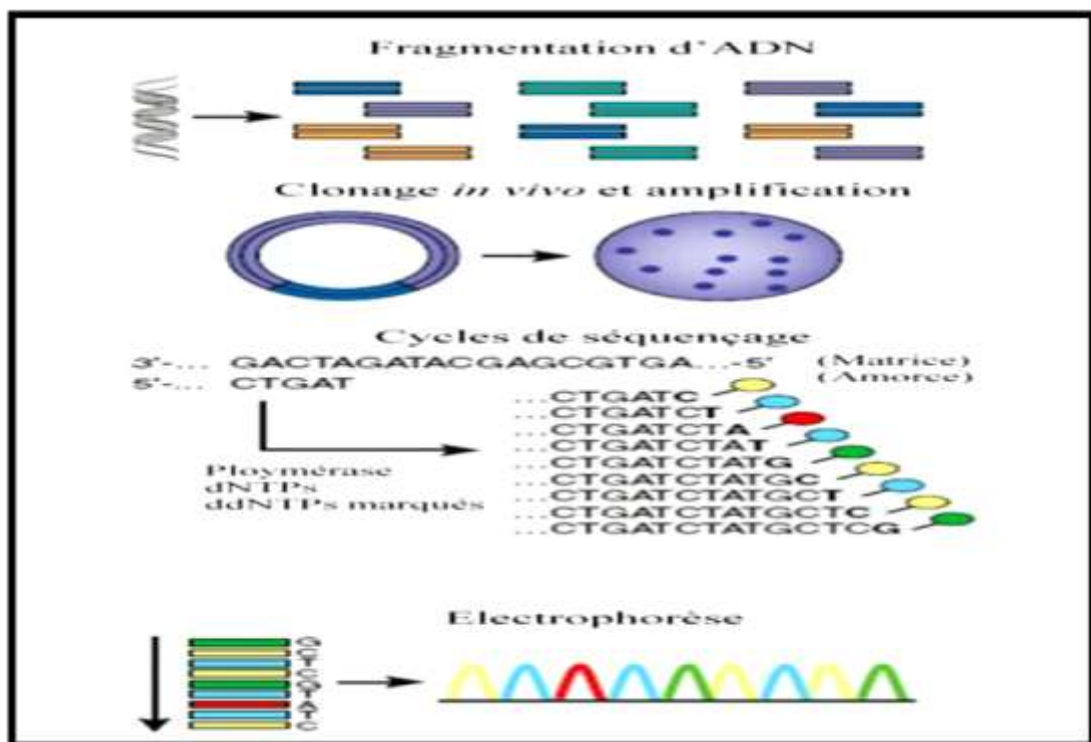 Fragmentation d'ADN
Clonage in vivo et amplification
Cycles de séquençage
3'-... GACTAGATACGAGCGTGA...-5' (Matrice)
5'-... CTGAT (Amorce)
...CTGATC
...CTGATCT
...CTGATCTA
...CTGATCTAT
...CTGATCTATG
...CTGATCTATGC
...CTGATCTATGCT
...CTGATCTATGCTC
...CTGATCTATGCTCG
Ploymérase
dNTPs
ddNTPs marqués
Electrophorèse
G
C
T
C
G
T
A
T
C